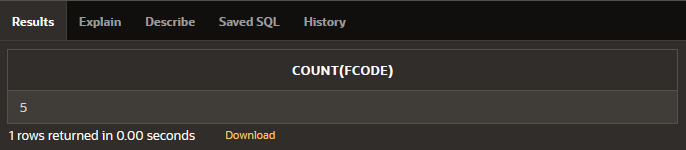 Results Explain Describe Saved SQL History
COUNT(FCODE)
5
1 rows returned in 0.00 seconds Download